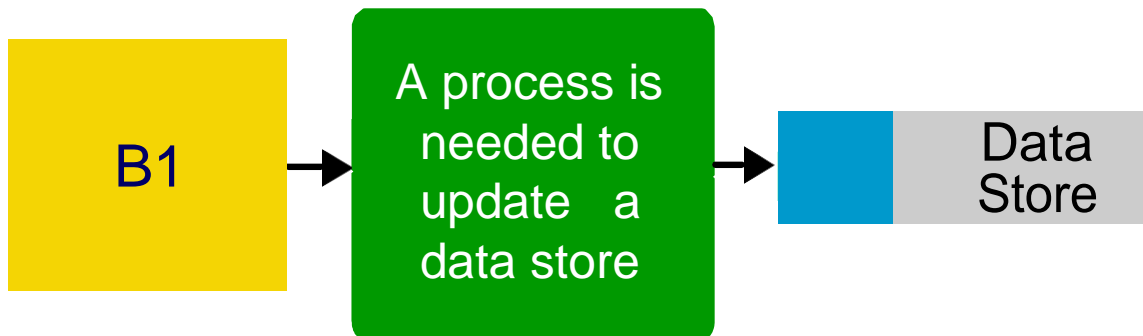 B1
A process is
needed to
update a
data store
Data
Store